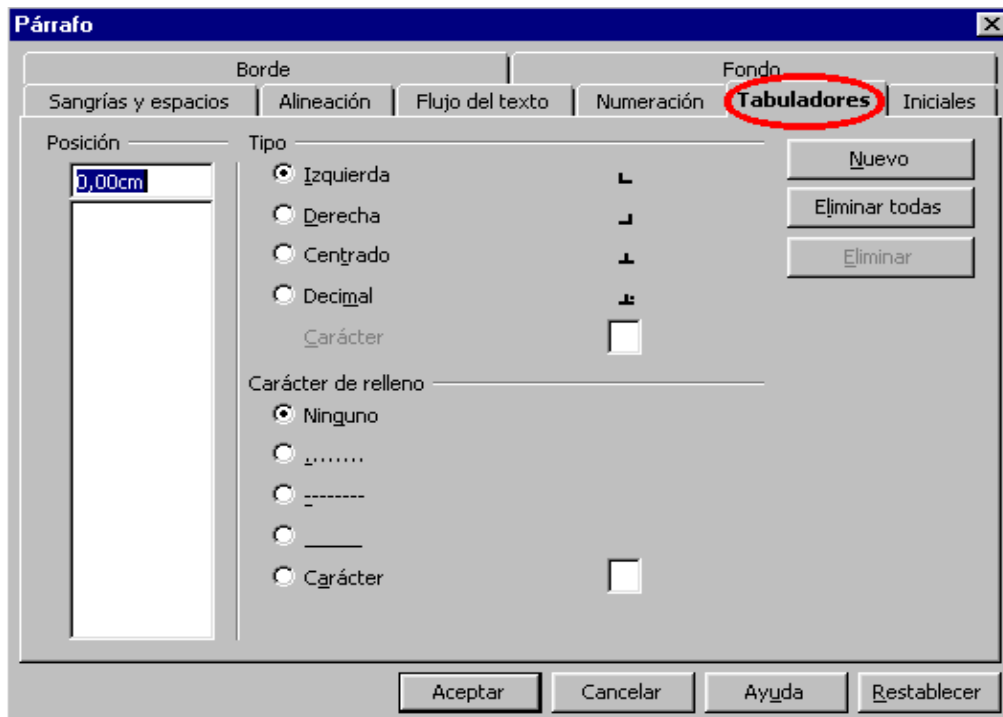 Párrafo
Borde Fondo
Sangrías y espacios Alineación Flujo del texto Numeración Tabuladores Iniciales
Posición Tipo
0,00cm Izquierda Nuevo
Derecha Eliminar todas
Centrado Eliminar
Decimal
Carácter
Carácter de relleno
Ninguno
........
--------
______
Carácter
Aceptar Cancelar Ayuda Restablecer